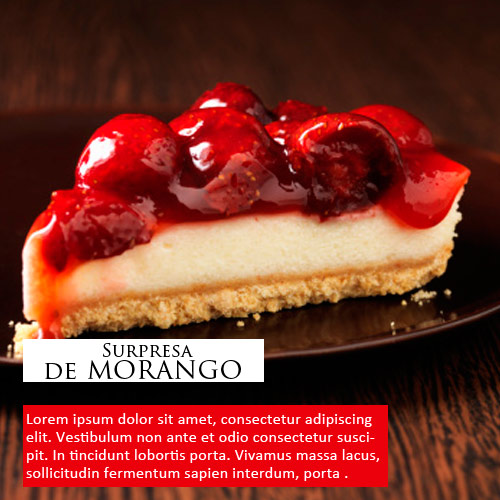 SURPRESA
DE MORANGO
Lorem ipsum dolor sit amet, consectetur adipiscing
elit. Vestibulum non ante et odio consectetur susci-
pit. In tincidunt lobortis porta. Vivamus massa lacus,
sollicitudin fermentum sapien interdum, porta .